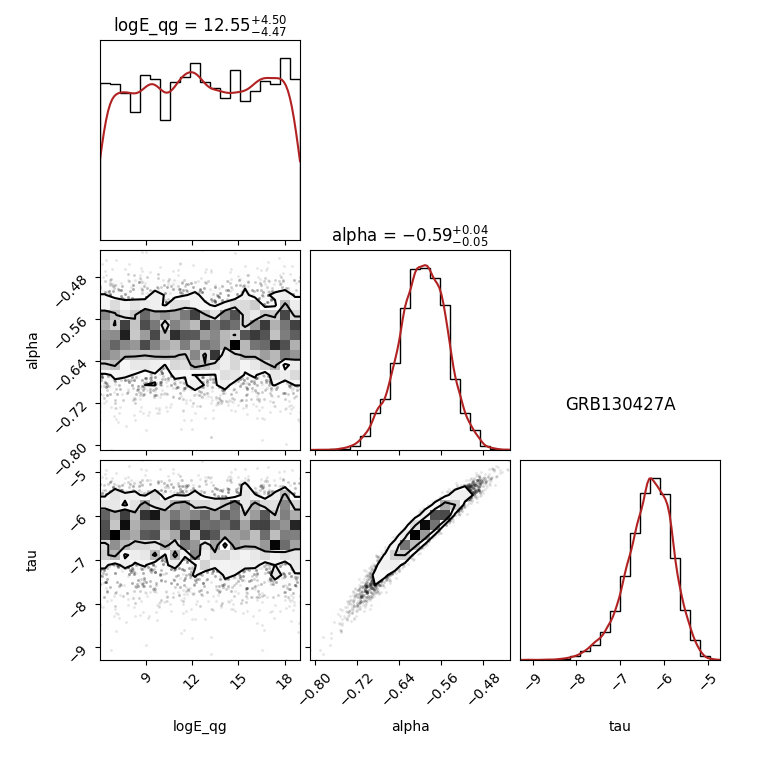 logE_qg = 12.55+4.50 −4.47
alpha = −0.59+0.04 −0.05
−0.48
−0.56
−0.64
−0.72
−0.80
alpha
GRB130427A
−5
−6
−7
−8
−9
tau
9 12 15 18
−0.80 −0.72 −0.64 −0.56 −0.48
−9 −8 −7 −6 −5
logE_qg alpha tau